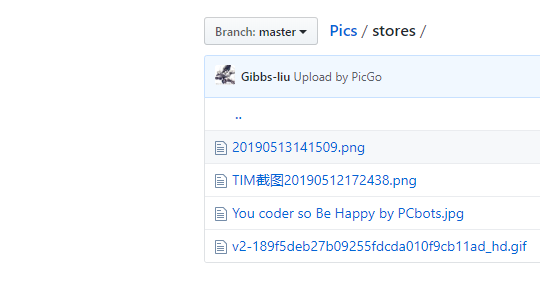 Branch: master Pics / stores /
Gibbs-liu Upload by PicGo
..
20190513141509.png
TIM截图20190512172438.png
You coder so Be Happy by PCbots.jpg
v2-189f5deb27b09255fdcda010f9cb11ad_hd.gif